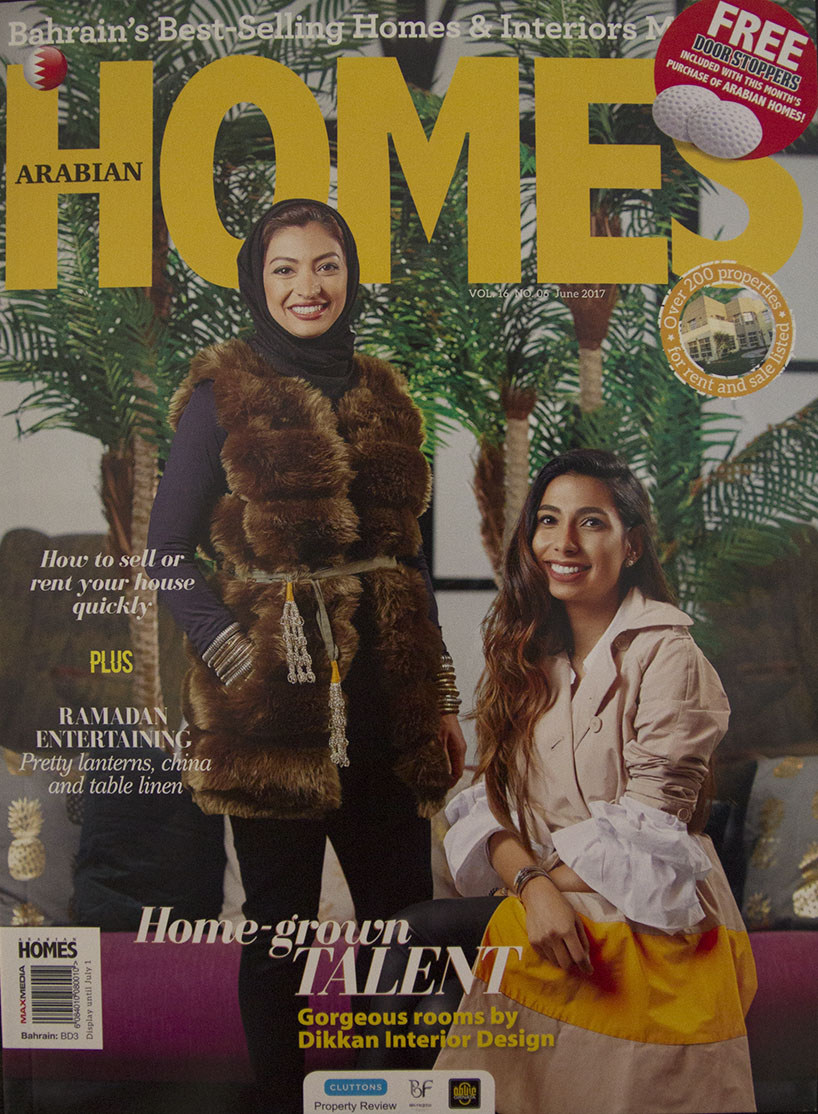 Bahrain's Best-Selling Homes & Interiors M
FREE
DOOR STOPPERS
INCLUDED WITH THIS MONTH'S
PURCHASE OF ARABIAN HOMES!
HOMES
ARABIAN
VOL. 16 NO. 06 June 2017
Over 200 properties
for rent and sale listed
How to sell or
rent your house
quickly
PLUS
RAMADAN
ENTERTAINING
Pretty lanterns, china
and table linen
Home-grown
TALENT
Gorgeous rooms by
Dikkan Interior Design
ARABIAN
HOMES
MAXMEDIA
6 084010 080010 >
Display until July 1
Bahrain: BD3
CLUTTONS
Property Review
BF